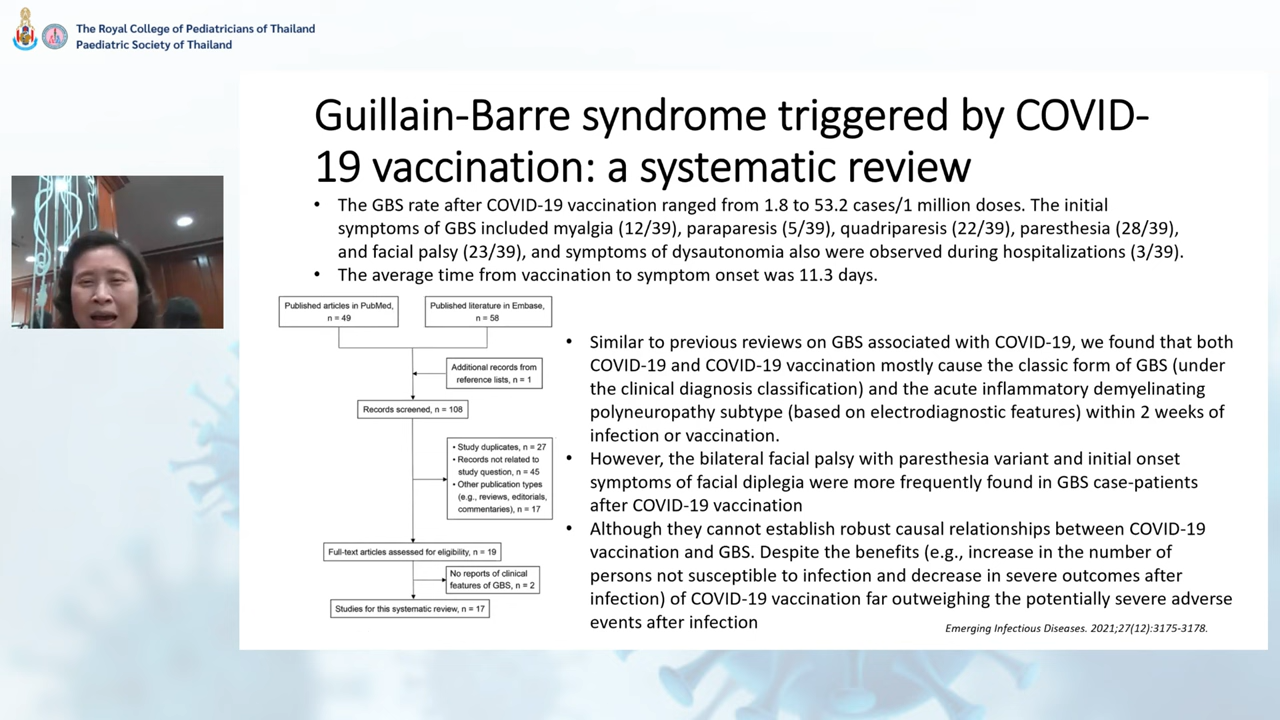 The Royal College of Pediatricians of Thailand
Paediatric Society of Thailand
Guillain-Barre syndrome triggered by COVID-
19 vaccination: a systematic review
• The GBS rate after COVID-19 vaccination ranged from 1.8 to 53.2 cases/1 million doses. The initial
symptoms of GBS included myalgia (12/39), paraparesis (5/39), quadriparesis (22/39), paresthesia (28/39),
and facial palsy (23/39), and symptoms of dysautonomia also were observed during hospitalizations (3/39).
• The average time from vaccination to symptom onset was 11.3 days.
Published articles in PubMed,
n = 49
Published literature in Embase,
n = 58
Additional records from
reference lists, n = 1
Records screened, n = 108
• Study duplicates, n = 27
• Records not related to
study question, n = 45
• Other publication types
(e.g., reviews, editorials,
commentaries), n = 17
Full-text articles assessed for eligibility, n = 19
No reports of clinical
features of GBS, n = 2
Studies for this systematic review, n = 17
• Similar to previous reviews on GBS associated with COVID-19, we found that both
COVID-19 and COVID-19 vaccination mostly cause the classic form of GBS (under
the clinical diagnosis classification) and the acute inflammatory demyelinating
polyneuropathy subtype (based on electrodiagnostic features) within 2 weeks of
infection or vaccination.
• However, the bilateral facial palsy with paresthesia variant and initial onset
symptoms of facial diplegia were more frequently found in GBS case-patients
after COVID-19 vaccination
• Although they cannot establish robust causal relationships between COVID-19
vaccination and GBS. Despite the benefits (e.g., increase in the number of
persons not susceptible to infection and decrease in severe outcomes after
infection) of COVID-19 vaccination far outweighing the potentially severe adverse
events after infection
Emerging Infectious Diseases. 2021;27(12):3175-3178.